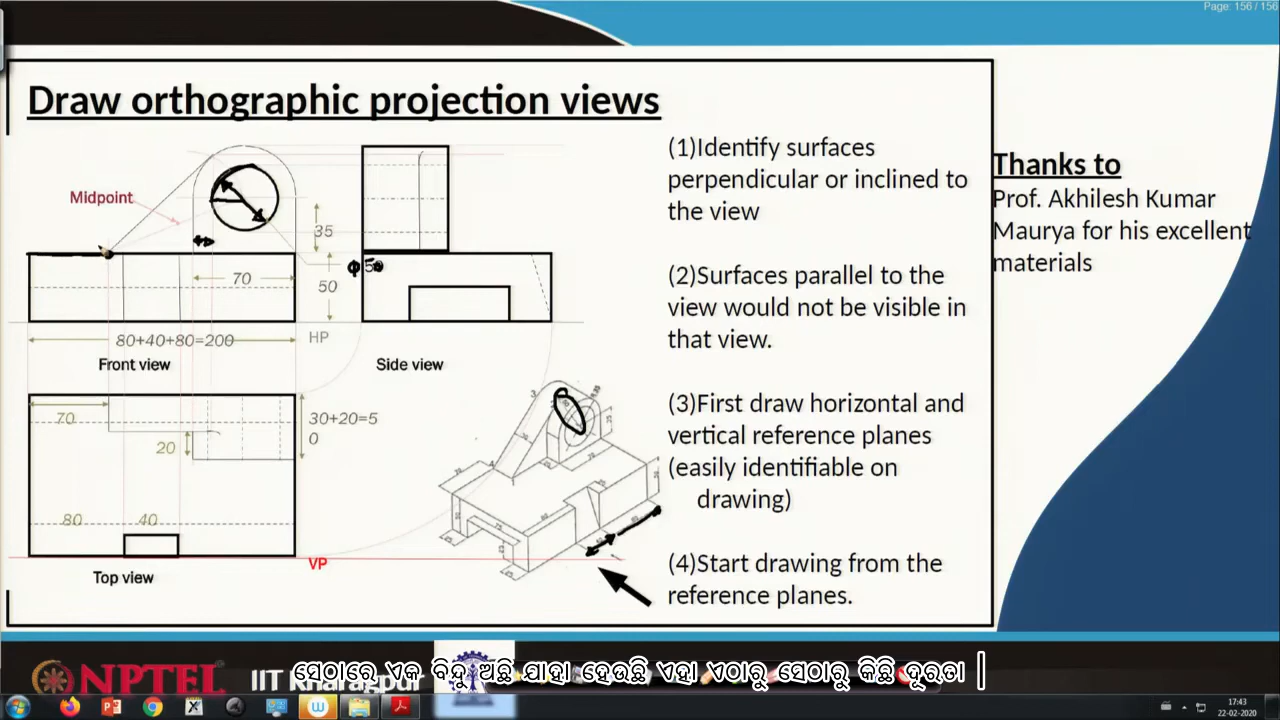 Page: 156 / 156
Draw orthographic projection views
Midpoint
35
70
50
80+40+80=200
HP
Front view
Side view
70
30+20=5
0
20
80
40
VP
Top view
(1)Identify surfaces
perpendicular or inclined to
the view
(2)Surfaces parallel to the
view would not be visible in
that view.
(3)First draw horizontal and
vertical reference planes
(easily identifiable on
drawing)
(4)Start drawing from the
reference planes.
Thanks to
Prof. Akhilesh Kumar
Maurya for his excellent
materials
NPTEL
IIT Kharagpur
ସେଠାରେ ଏକ ବିନ୍ଦୁ ଅଛି ଯାହା ହେଉଛି ଏହା ଏଠାରୁ ସେଠାରୁ କିଛି ଦୂରତା |
17:43
22-02-2020